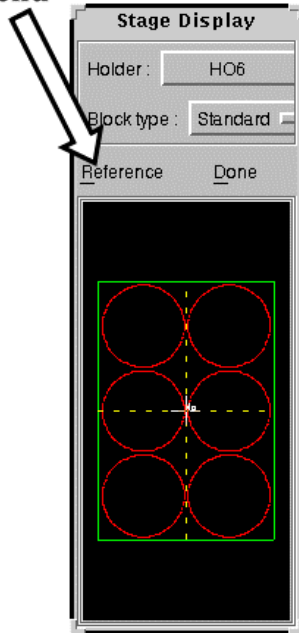 Stage Display
Holder : HO6
Block type : Standard
Reference Done